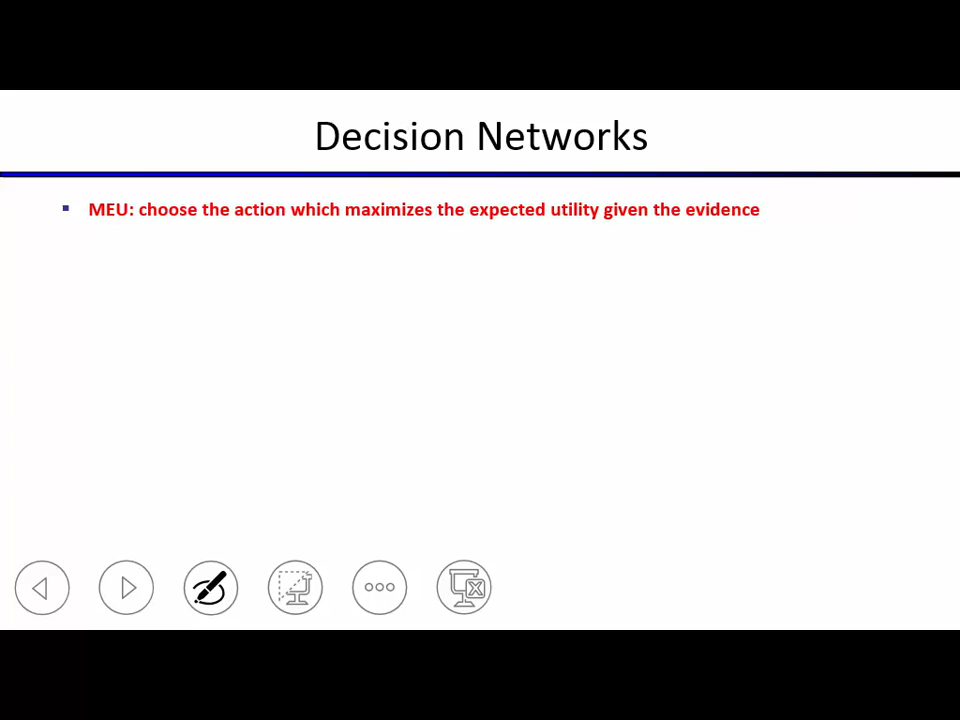 Decision Networks
MEU: choose the action which maximizes the expected utility given the evidence